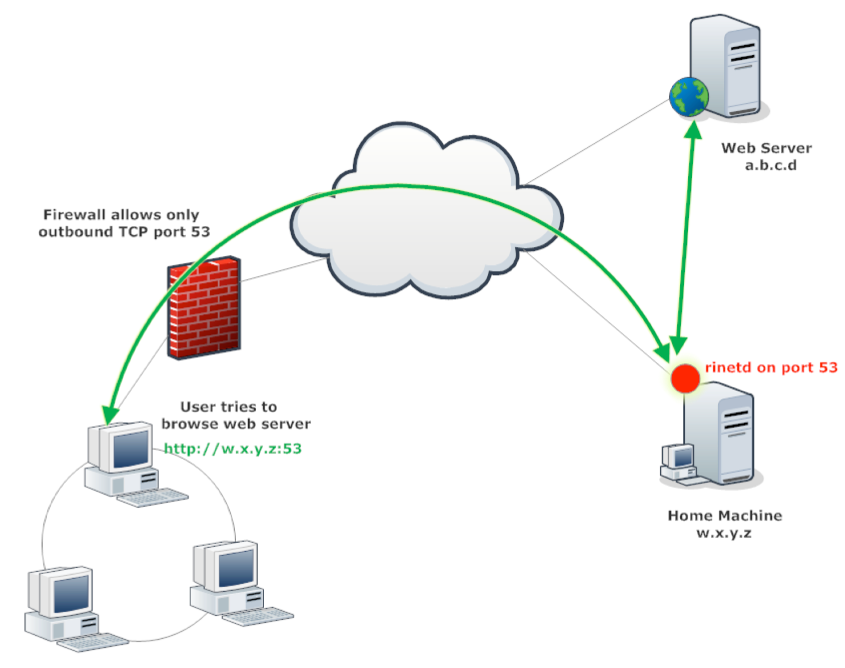 Web Server
a.b.c.d
Firewall allows only
outbound TCP port 53
rinetd on port 53
User tries to
browse web server
http://w.x.y.z:53
Home Machine
w.x.y.z